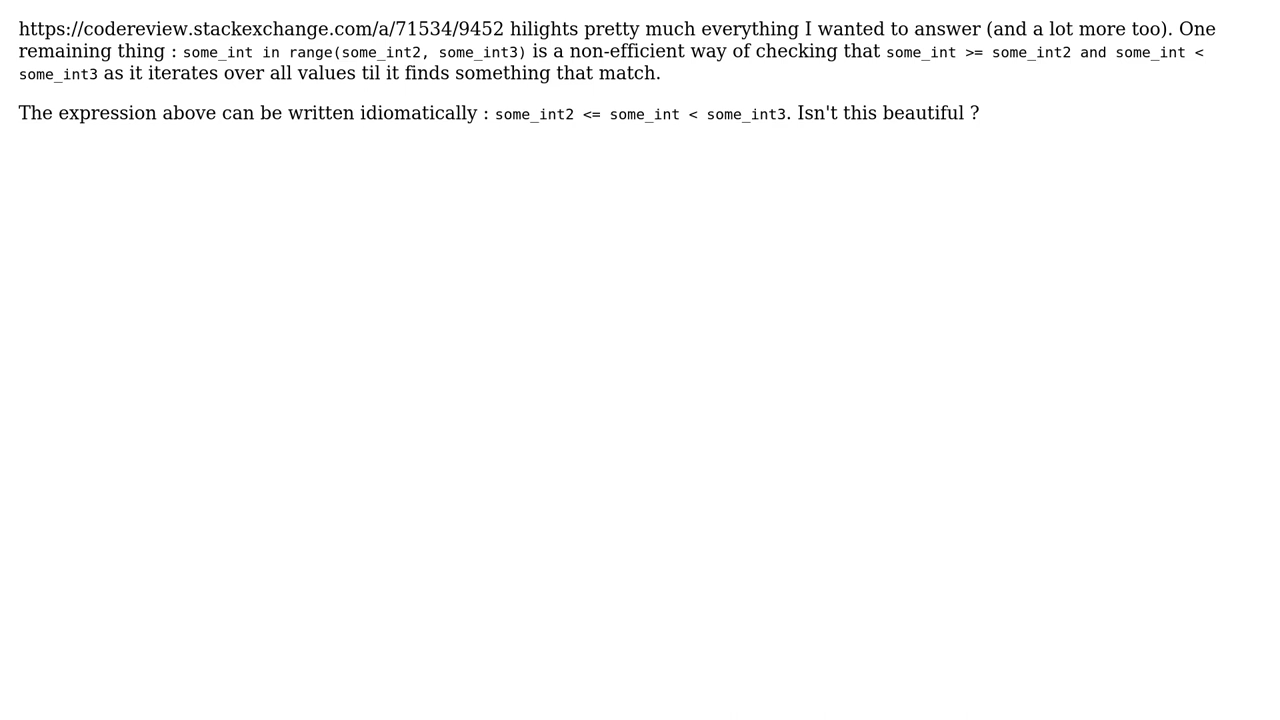 https://codereview.stackexchange.com/a/71534/9452 hilights pretty much everything I wanted to answer (and a lot more too). One
remaining thing : some_int in range(some_int2, some_int3) is a non-efficient way of checking that some_int >= some_int2 and some_int <
some_int3 as it iterates over all values til it finds something that match.
The expression above can be written idiomatically : some_int2 <= some_int < some_int3. Isn't this beautiful ?